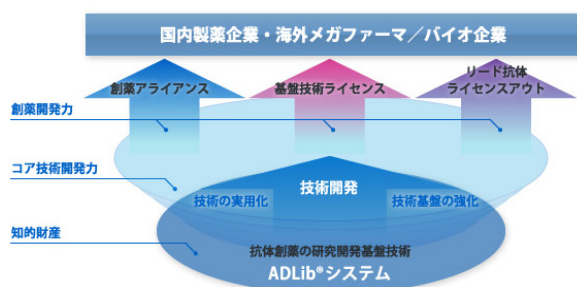 国内製薬企業・海外メガファーマ／バイオ企業
創薬アライアンス
基盤技術ライセンス
リード抗体
ライセンスアウト
創薬開発力
コア技術開発力
技術開発
技術の実用化
技術基盤の強化
知的財産
抗体創薬の研究開発基盤技術
ADLib®システム